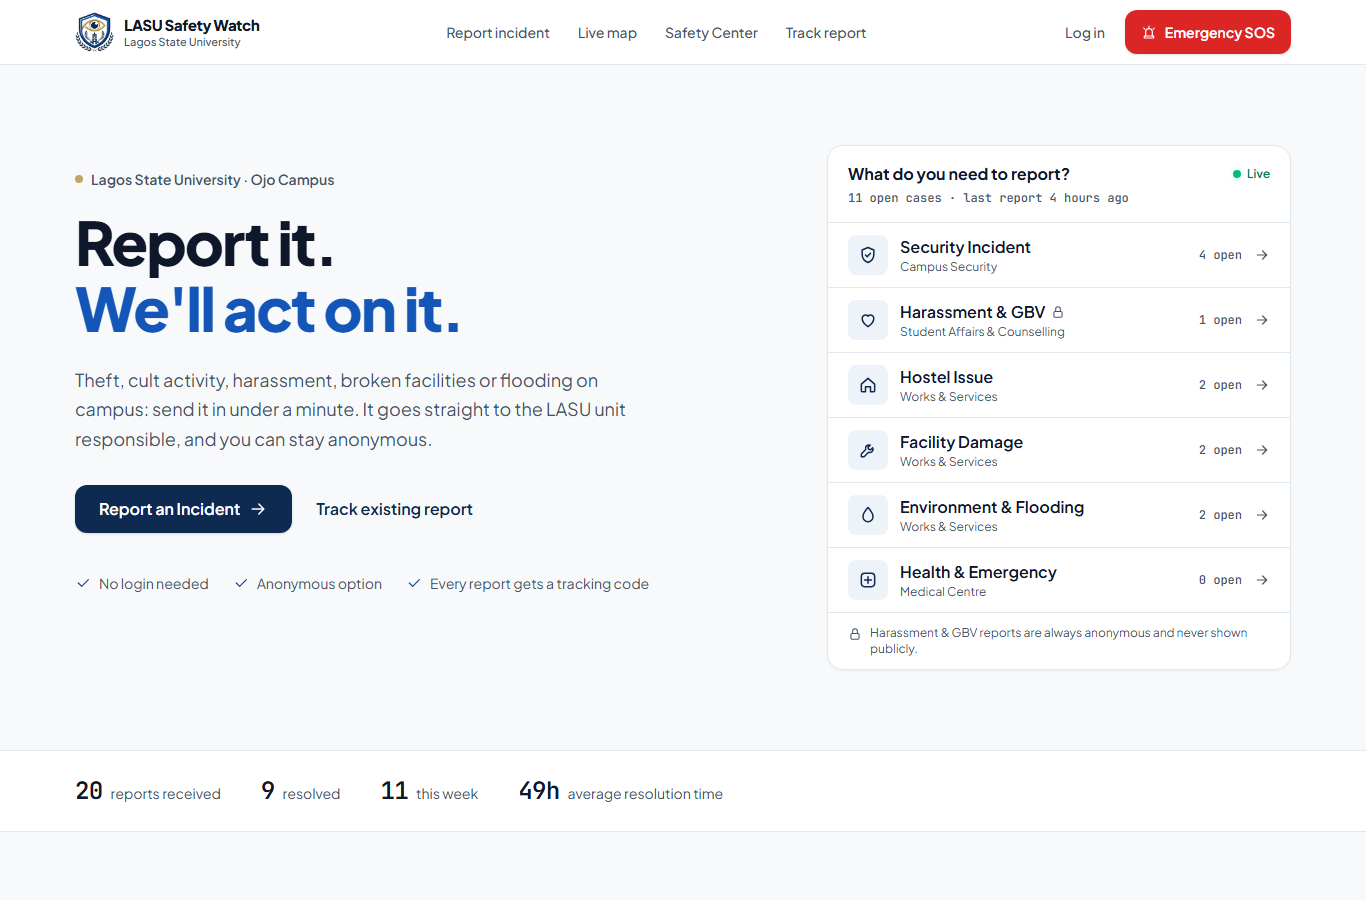 LASU Safety Watch
Lagos State University
Report incident
Live map
Safety Center
Track report
Log in
Emergency SOS
Lagos State University · Ojo Campus
Report it.
We'll act on it.
Theft, cult activity, harassment, broken facilities or flooding on
campus: send it in under a minute. It goes straight to the LASU unit
responsible, and you can stay anonymous.
Report an Incident
Track existing report
No login needed
Anonymous option
Every report gets a tracking code
What do you need to report?
Live
11 open cases · last report 4 hours ago
Security Incident
Campus Security
4 open
Harassment & GBV
Student Affairs & Counselling
1 open
Hostel Issue
Works & Services
2 open
Facility Damage
Works & Services
2 open
Environment & Flooding
Works & Services
2 open
Health & Emergency
Medical Centre
0 open
Harassment & GBV reports are always anonymous and never shown
publicly.
20 reports received
9 resolved
11 this week
49h average resolution time